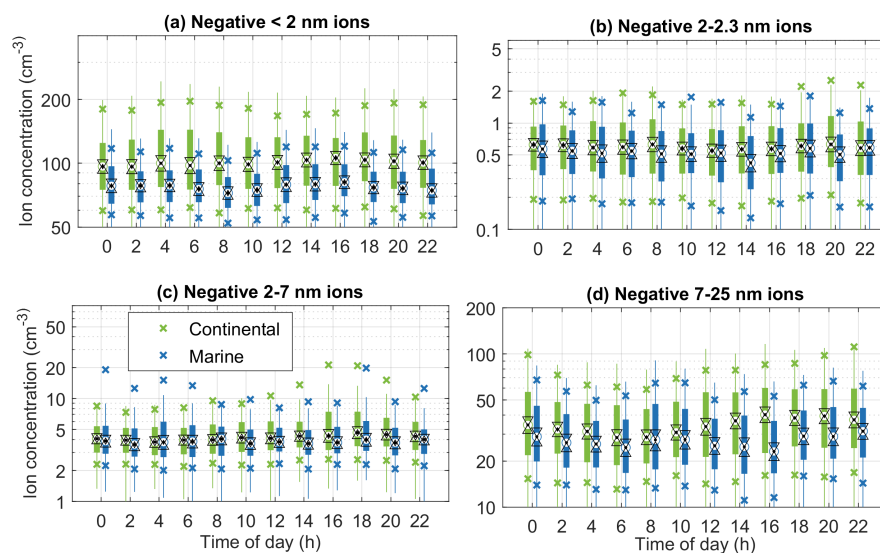 (a) Negative < 2 nm ions
Ion concentration (cm-3)
200
100
50
0 2 4 6 8 10 12 14 16 18 20 22
(b) Negative 2-2.3 nm ions
5
2
1
0.5
0.1
0 2 4 6 8 10 12 14 16 18 20 22
(c) Negative 2-7 nm ions
Ion concentration (cm-3)
50
20
10
5
2
1
Continental
Marine
0 2 4 6 8 10 12 14 16 18 20 22
Time of day (h)
(d) Negative 7-25 nm ions
200
100
40
20
10
0 2 4 6 8 10 12 14 16 18 20 22
Time of day (h)